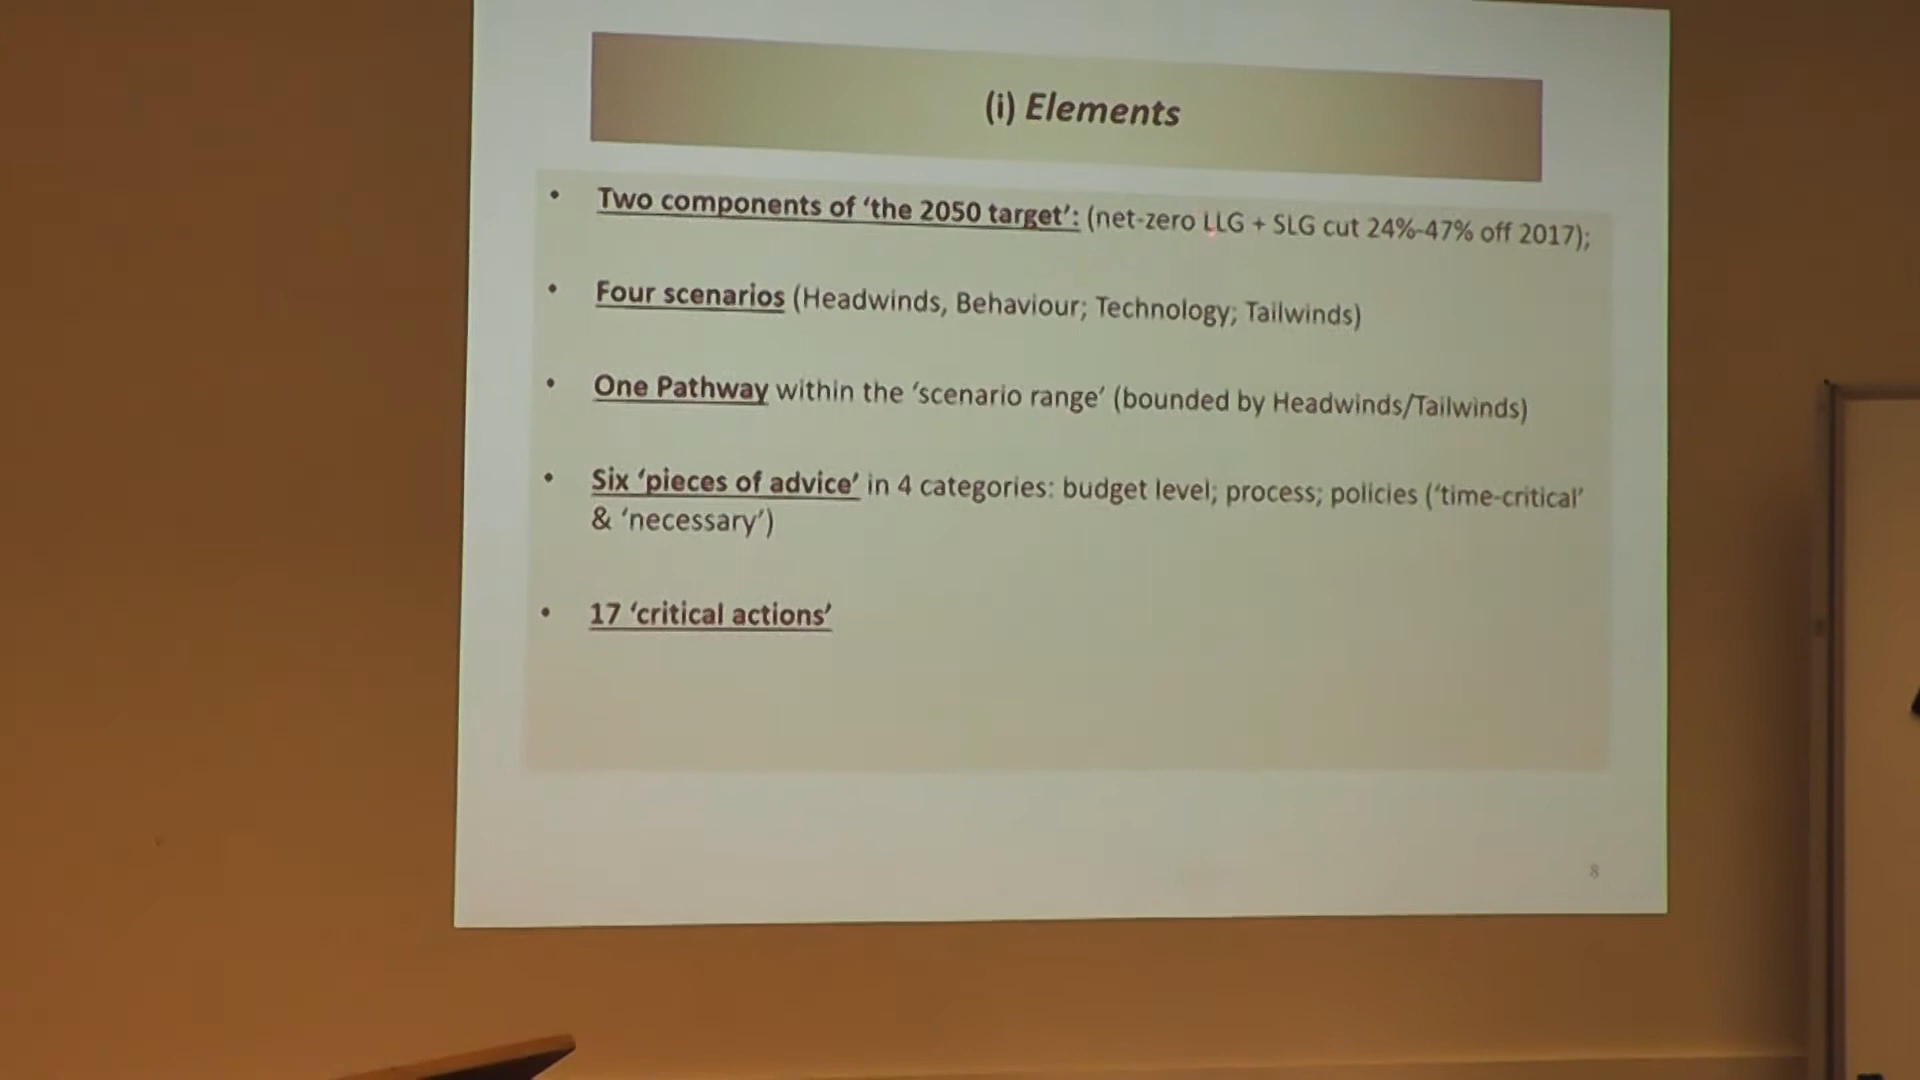 (i) Elements
• Two components of ‘the 2050 target’: (net-zero LLG + SLG cut 24%-47% off 2017);
• Four scenarios (Headwinds, Behaviour; Technology; Tailwinds)
• One Pathway within the ‘scenario range’ (bounded by Headwinds/Tailwinds)
• Six ‘pieces of advice’ in 4 categories: budget level; process; policies (‘time-critical’
& ‘necessary’)
• 17 ‘critical actions’
8